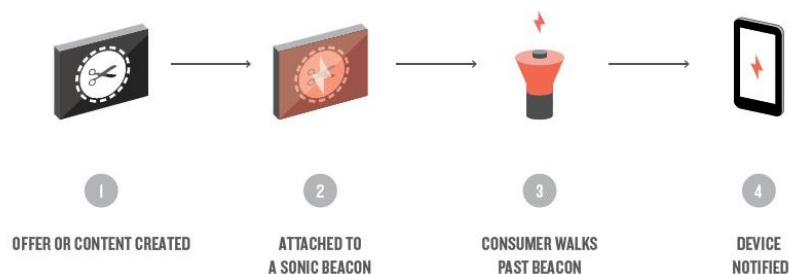 1
OFFER OR CONTENT CREATED
2
ATTACHED TO
A SONIC BEACON
3
CONSUMER WALKS
PAST BEACON
4
DEVICE
NOTIFIED